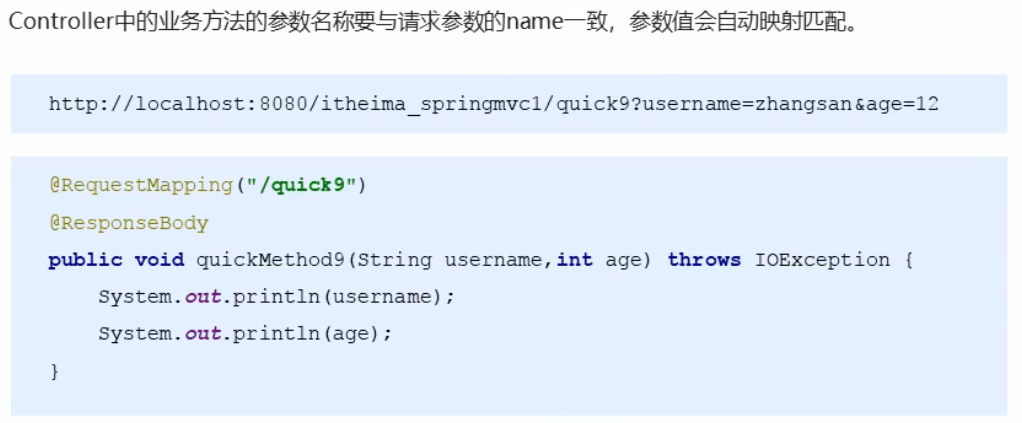 Controller中的业务方法的参数名称要与请求参数的name一致，参数值会自动映射匹配。
http://localhost:8080/itheima_springmvc1/quick9?username=zhangsan&age=12
@RequestMapping("/quick9")
@ResponseBody
public void quickMethod9(String username,int age) throws IOException {
    System.out.println(username);
    System.out.println(age);
}